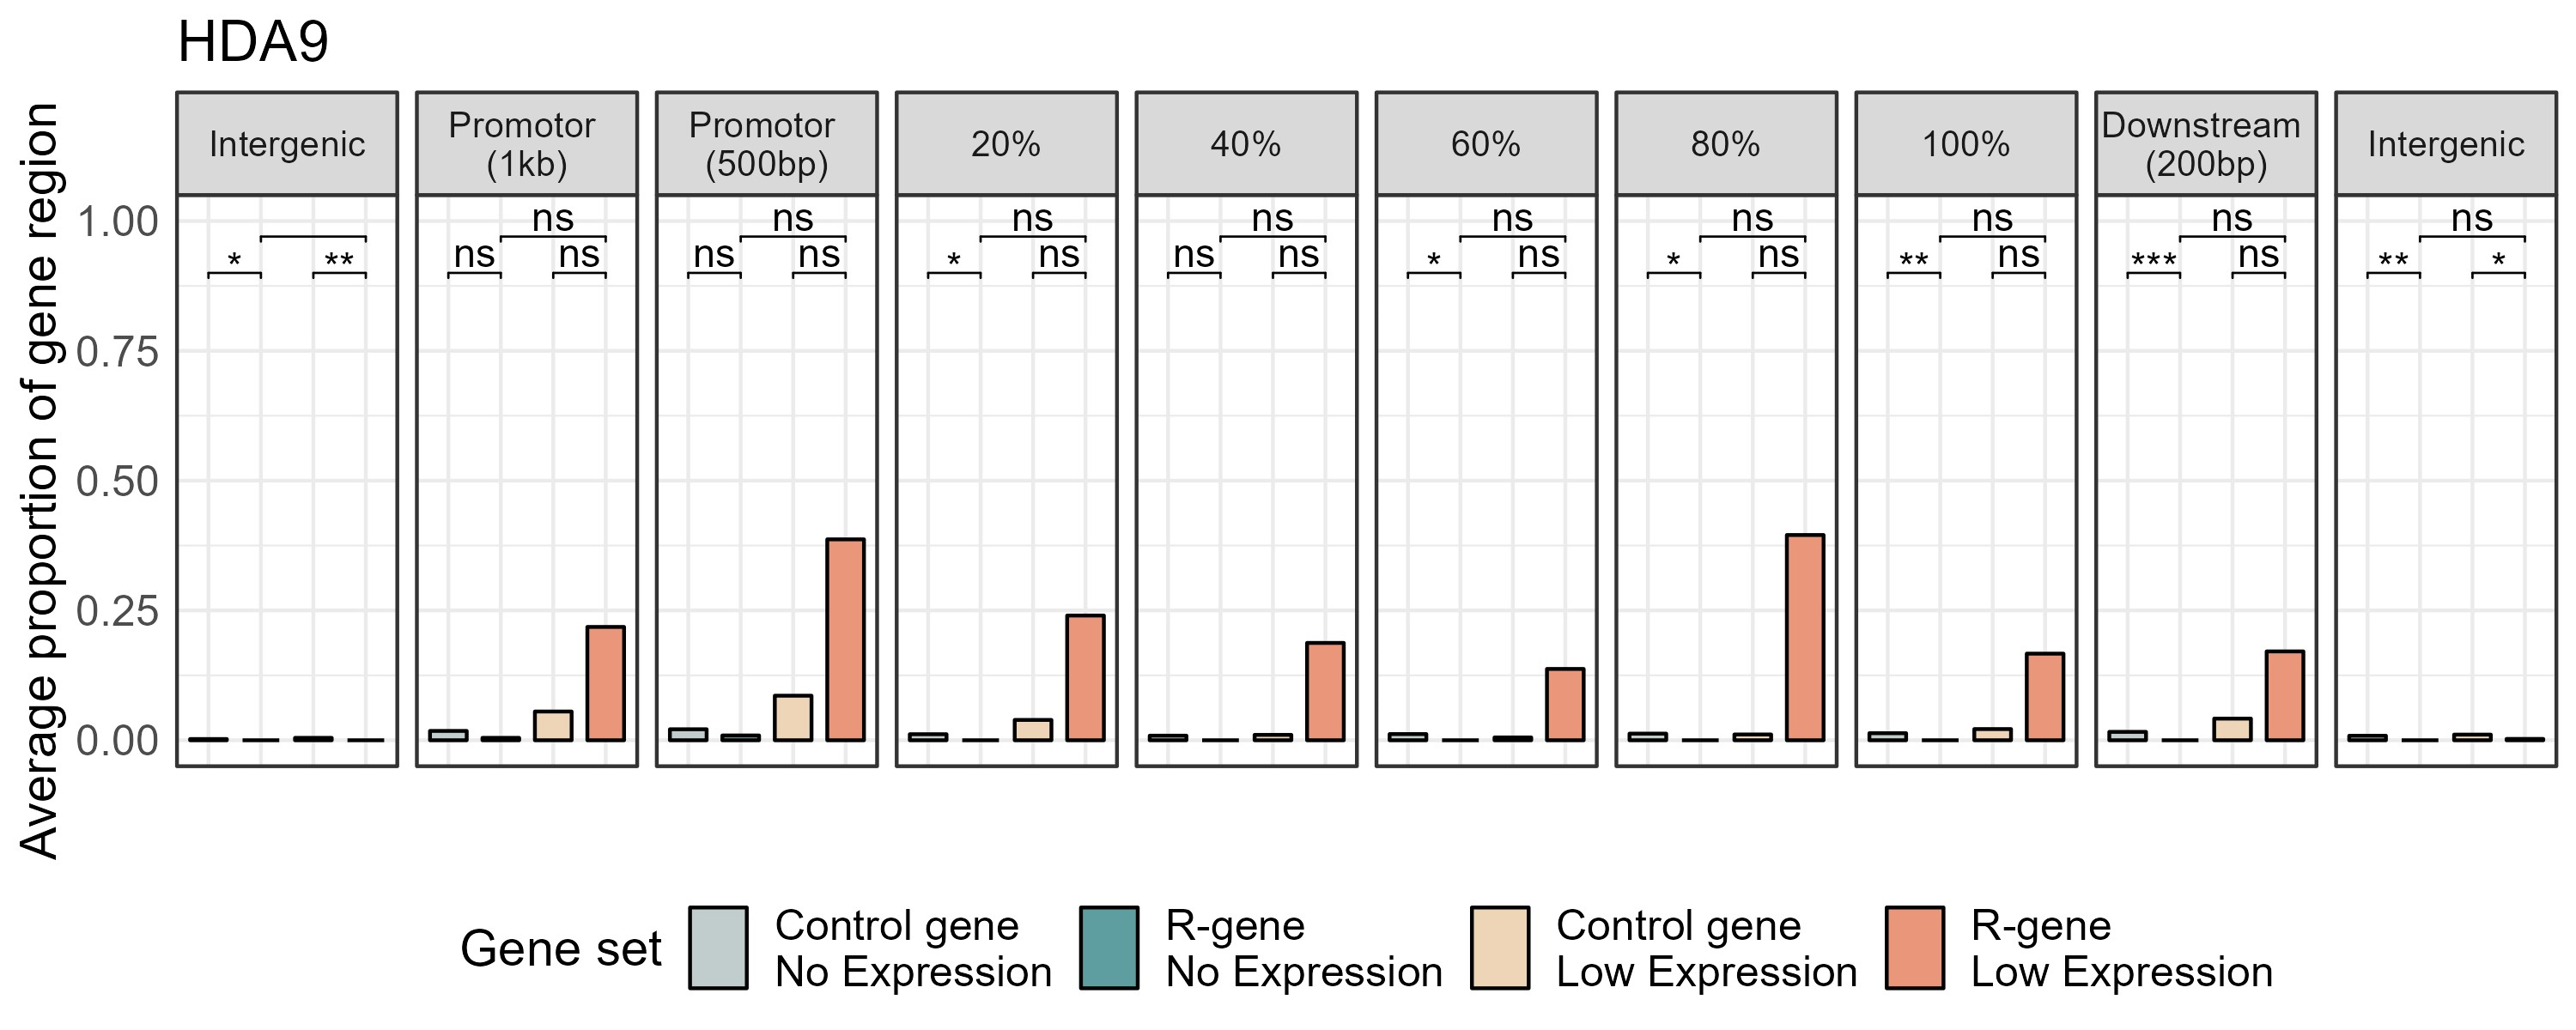 HDA9
Average proportion of gene region
Intergenic
Promotor
(1kb)
Promotor
(500bp)
20%
40%
60%
80%
100%
Downstream
(200bp)
Intergenic
1.00
0.75
0.50
0.25
0.00
* **
ns
ns ns
ns
ns ns
ns
* ns
ns
ns ns
ns
* ns
ns
* ns
ns
** ns
ns
*** ns
ns
** *
Gene set
Control gene
No Expression
R-gene
No Expression
Control gene
Low Expression
R-gene
Low Expression